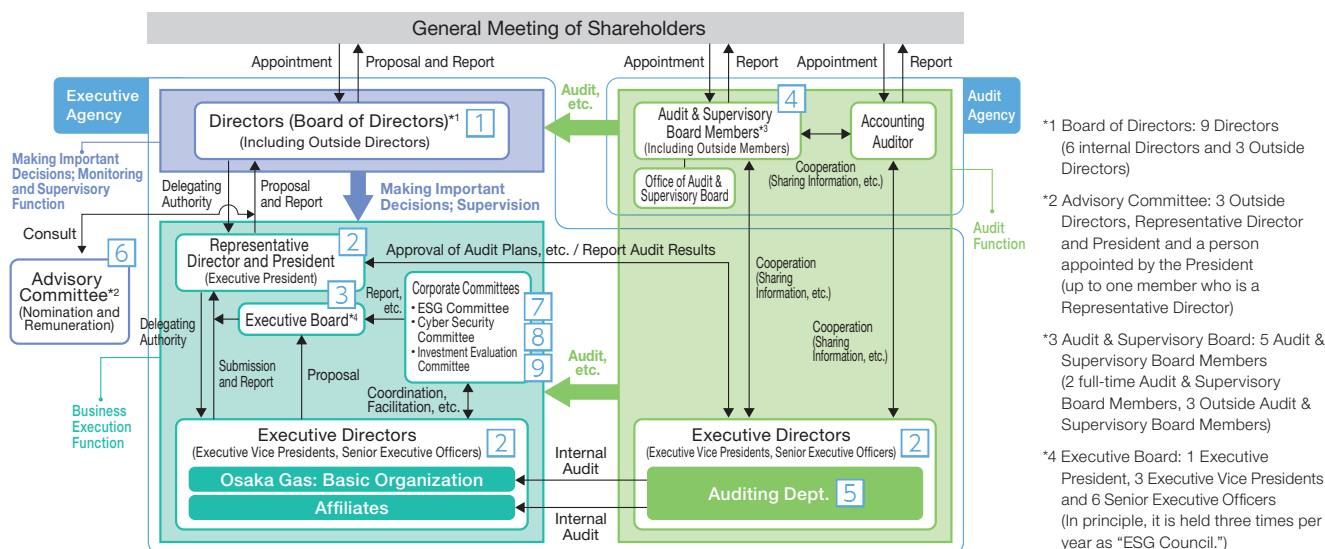 General Meeting of Shareholders
Appointment
Proposal and Report
Appointment
Report
Appointment
Report
Executive
Agency
Audit,
etc.
Audit
Agency
Directors (Board of Directors)*1
(Including Outside Directors)
1
Audit & Supervisory
Board Members*3
(Including Outside Members)
4
Accounting
Auditor
Cooperation
(Sharing Information, etc.)
Office of Audit &
Supervisory Board
Making Important
Decisions; Monitoring
and Supervisory
Function
Delegating
Authority
Proposal
and Report
Making Important
Decisions; Supervision
Audit
Function
Consult
6
Advisory
Committee*2
(Nomination and
Remuneration)
Representative
Director and President
(Executive President)
2
Approval of Audit Plans, etc. / Report Audit Results
Cooperation
(Sharing
Information, etc.)
Cooperation
(Sharing
Information, etc.)
3
Executive Board*4
Report,
etc.
Corporate Committees
• ESG Committee
• Cyber Security
Committee
• Investment Evaluation
Committee
7
8
9
Delegating
Authority
Submission
and Report
Proposal
Coordination,
Facilitation, etc.
Audit,
etc.
Business
Execution
Function
Executive Directors
(Executive Vice Presidents, Senior Executive Officers)
2
Osaka Gas: Basic Organization
Affiliates
Internal
Audit
Internal
Audit
Executive Directors
(Executive Vice Presidents, Senior Executive Officers)
2
Auditing Dept.
5
*1 Board of Directors: 9 Directors
(6 internal Directors and 3 Outside
Directors)
*2 Advisory Committee: 3 Outside
Directors, Representative Director
and President and a person
appointed by the President
(up to one member who is a
Representative Director)
*3 Audit & Supervisory Board: 5 Audit &
Supervisory Board Members
(2 full-time Audit & Supervisory
Board Members, 3 Outside Audit &
Supervisory Board Members)
*4 Executive Board: 1 Executive
President, 3 Executive Vice Presidents
and 6 Senior Executive Officers
(In principle, it is held three times per
year as “ESG Council.”)